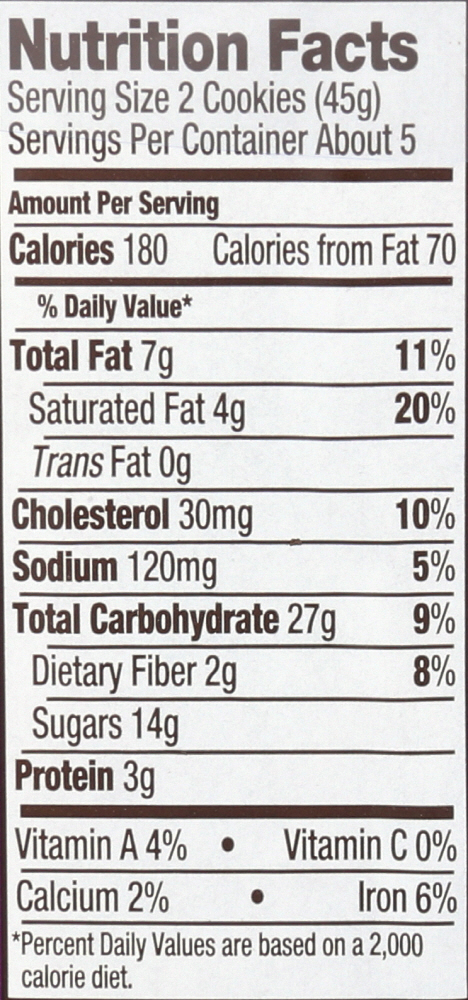 Nutrition Facts
Serving Size 2 Cookies (45g)
Servings Per Container About 5
Amount Per Serving
Calories 180 Calories from Fat 70
% Daily Value*
Total Fat 7g 11%
Saturated Fat 4g 20%
Trans Fat 0g
Cholesterol 30mg 10%
Sodium 120mg 5%
Total Carbohydrate 27g 9%
Dietary Fiber 2g 8%
Sugars 14g
Protein 3g
Vitamin A 4% • Vitamin C 0%
Calcium 2% • Iron 6%
*Percent Daily Values are based on a 2,000
calorie diet.